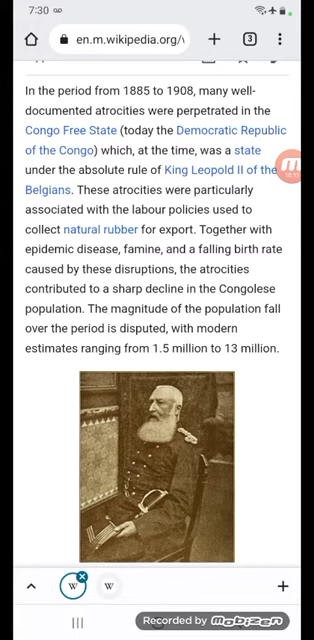 7:30
en.m.wikipedia.org/
3
In the period from 1885 to 1908, many well-
documented atrocities were perpetrated in the
Congo Free State (today the Democratic Republic
of the Congo) which, at the time, was a state
under the absolute rule of King Leopold II of the
Belgians. These atrocities were particularly
associated with the labour policies used to
collect natural rubber for export. Together with
epidemic disease, famine, and a falling birth rate
caused by these disruptions, the atrocities
contributed to a sharp decline in the Congolese
population. The magnitude of the population fall
over the period is disputed, with modern
estimates ranging from 1.5 million to 13 million.
W W
Recorded by mobizen